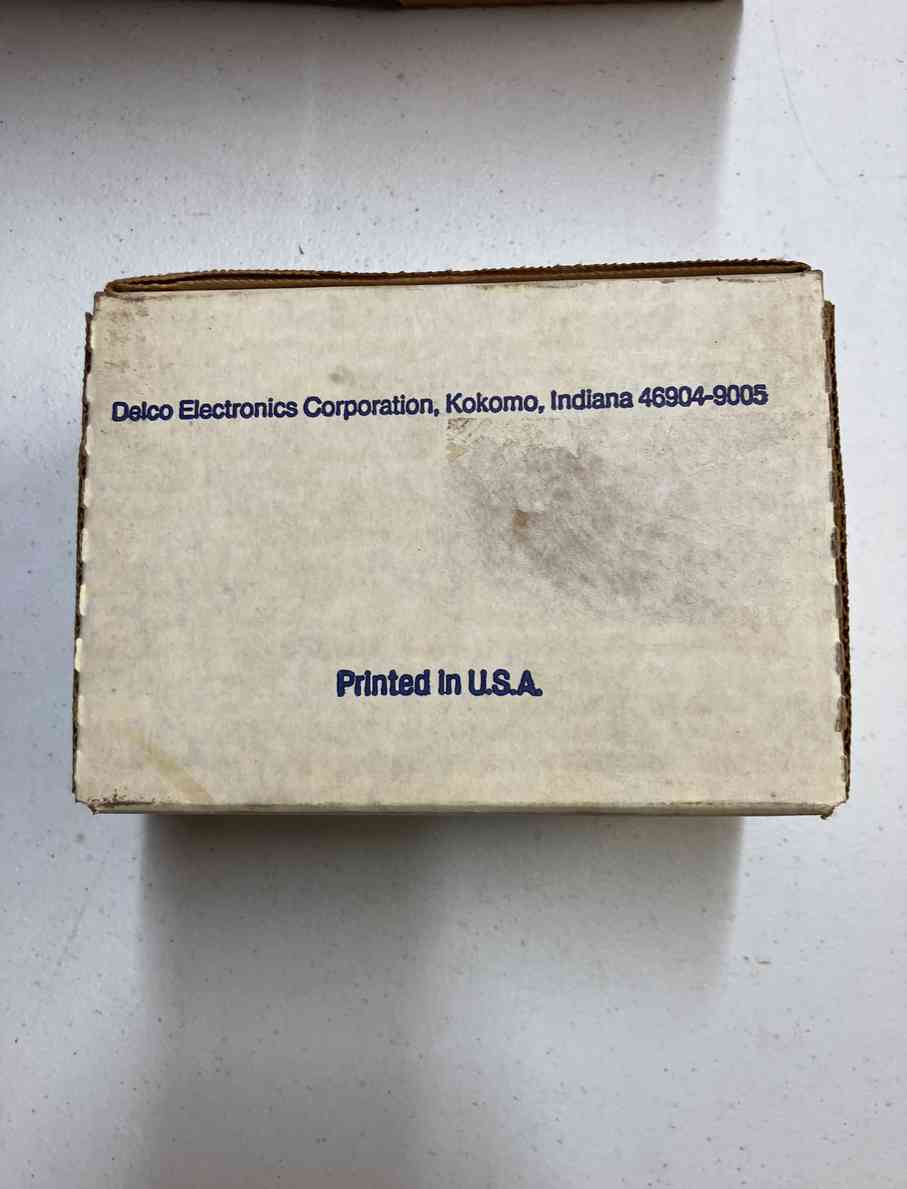 Delco Electronics Corporation, Kokomo, Indiana 46904-9005
Printed in U.S.A.